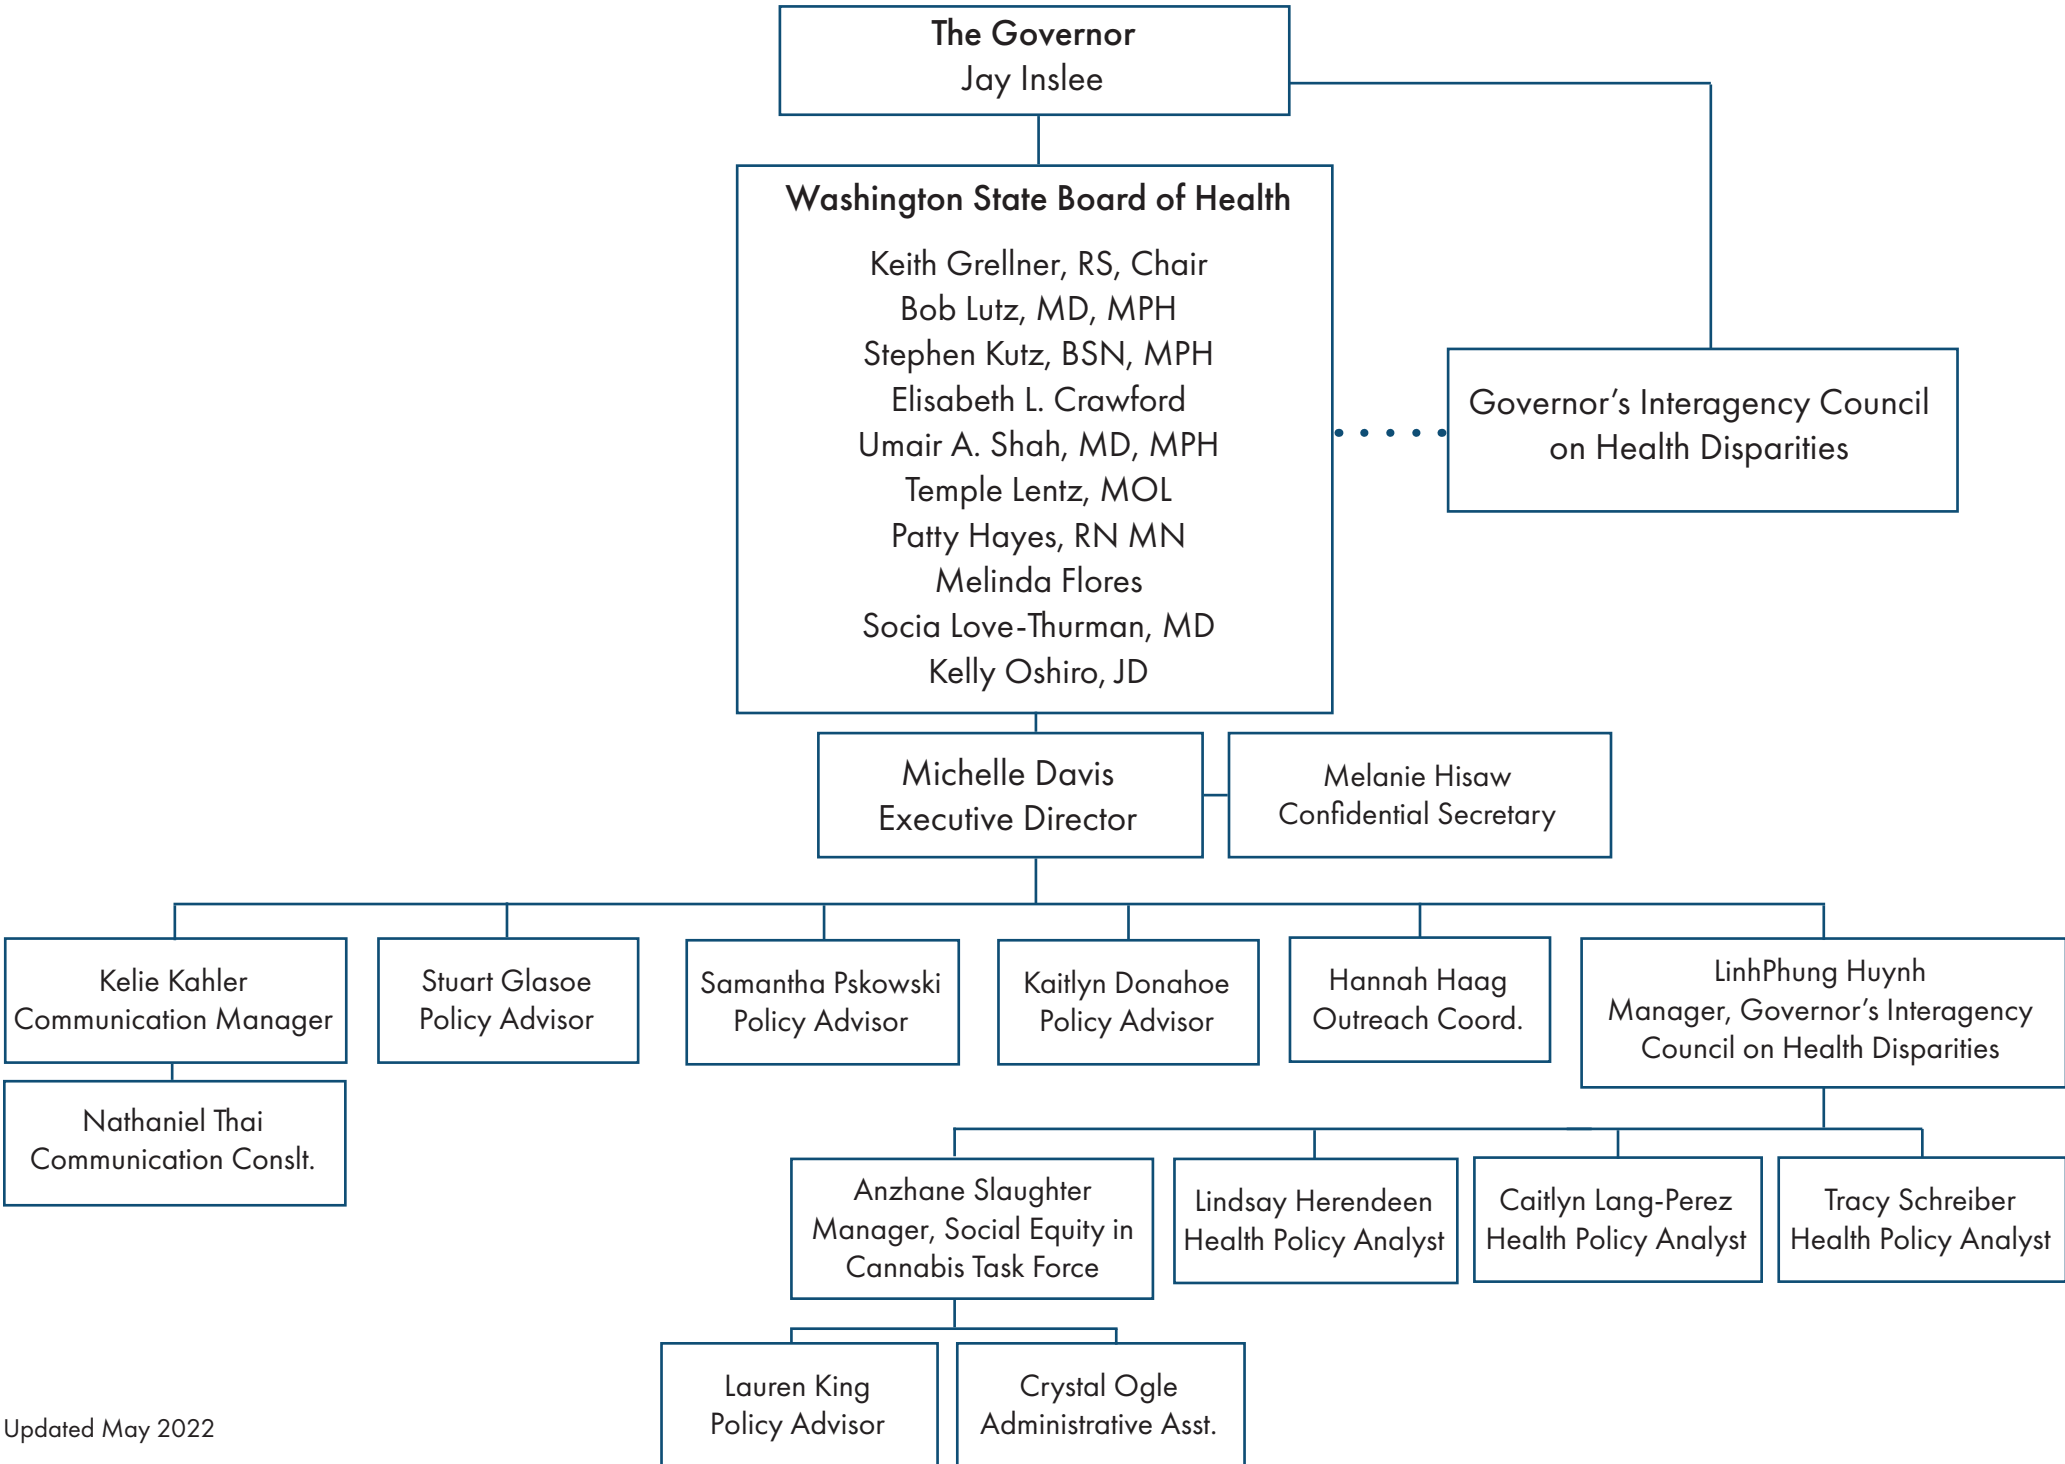 The Governor
Jay Inslee
Washington State Board of Health
Keith Grellner, RS, Chair
Bob Lutz, MD, MPH
Stephen Kutz, BSN, MPH
Elisabeth L. Crawford
Umair A. Shah, MD, MPH
Temple Lentz, MOL
Patty Hayes, RN MN
Melinda Flores
Socia Love-Thurman, MD
Kelly Oshiro, JD
Governor’s Interagency Council
on Health Disparities
Michelle Davis
Executive Director
Melanie Hisaw
Confidential Secretary
Kelie Kahler
Communication Manager
Stuart Glasoe
Policy Advisor
Samantha Pskowski
Policy Advisor
Kaitlyn Donahoe
Policy Advisor
Hannah Haag
Outreach Coord.
LinhPhung Huynh
Manager, Governor’s Interagency
Council on Health Disparities
Nathaniel Thai
Communication Conslt.
Anzhane Slaughter
Manager, Social Equity in
Cannabis Task Force
Lindsay Herendeen
Health Policy Analyst
Caitlyn Lang-Perez
Health Policy Analyst
Tracy Schreiber
Health Policy Analyst
Lauren King
Policy Advisor
Crystal Ogle
Administrative Asst.
Updated May 2022